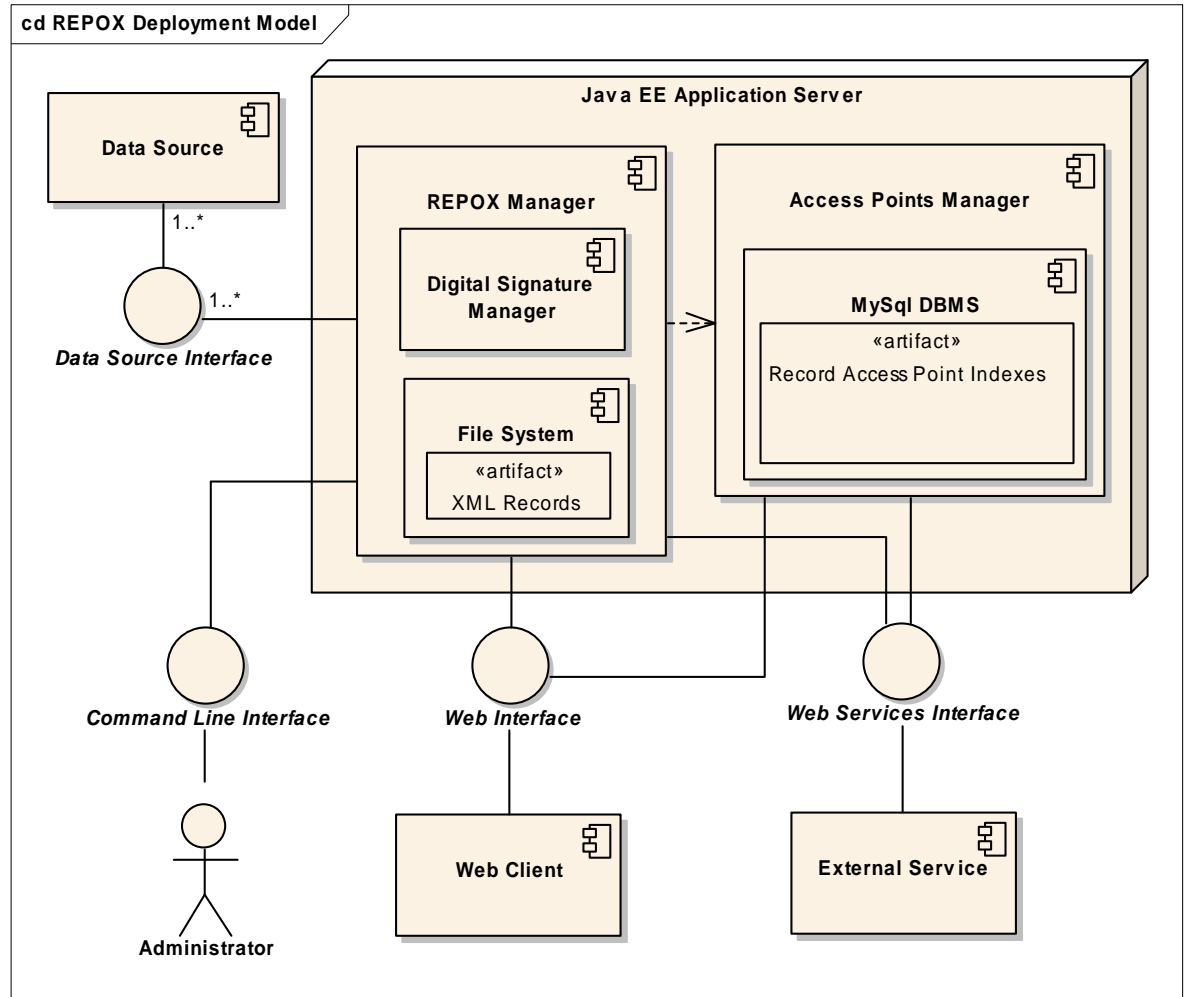 cd REPOX Deployment Model
Java EE Application Server
Data Source
1..*
1..*
Data Source Interface
REPOX Manager
Digital Signature
Manager
File System
«artifact»
XML Records
Access Points Manager
MySql DBMS
«artifact»
Record Access Point Indexes
Command Line Interface
Web Interface
Web Services Interface
Administrator
Web Client
External Service